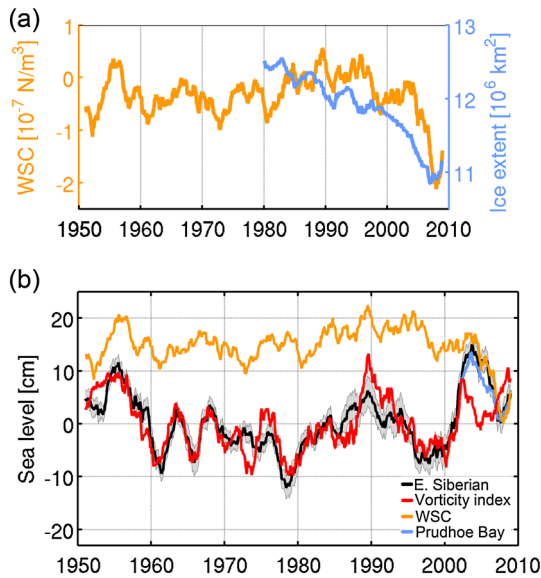 (a)
1
0
-1
-2
WSC [10⁻⁷ N/m³]
13
12
11
Ice extent [10⁶ km²]
1950 1960 1970 1980 1990 2000 2010
(b)
20
10
0
-10
-20
Sea level [cm]
E. Siberian
Vorticity index
WSC
Prudhoe Bay
1950 1960 1970 1980 1990 2000 2010